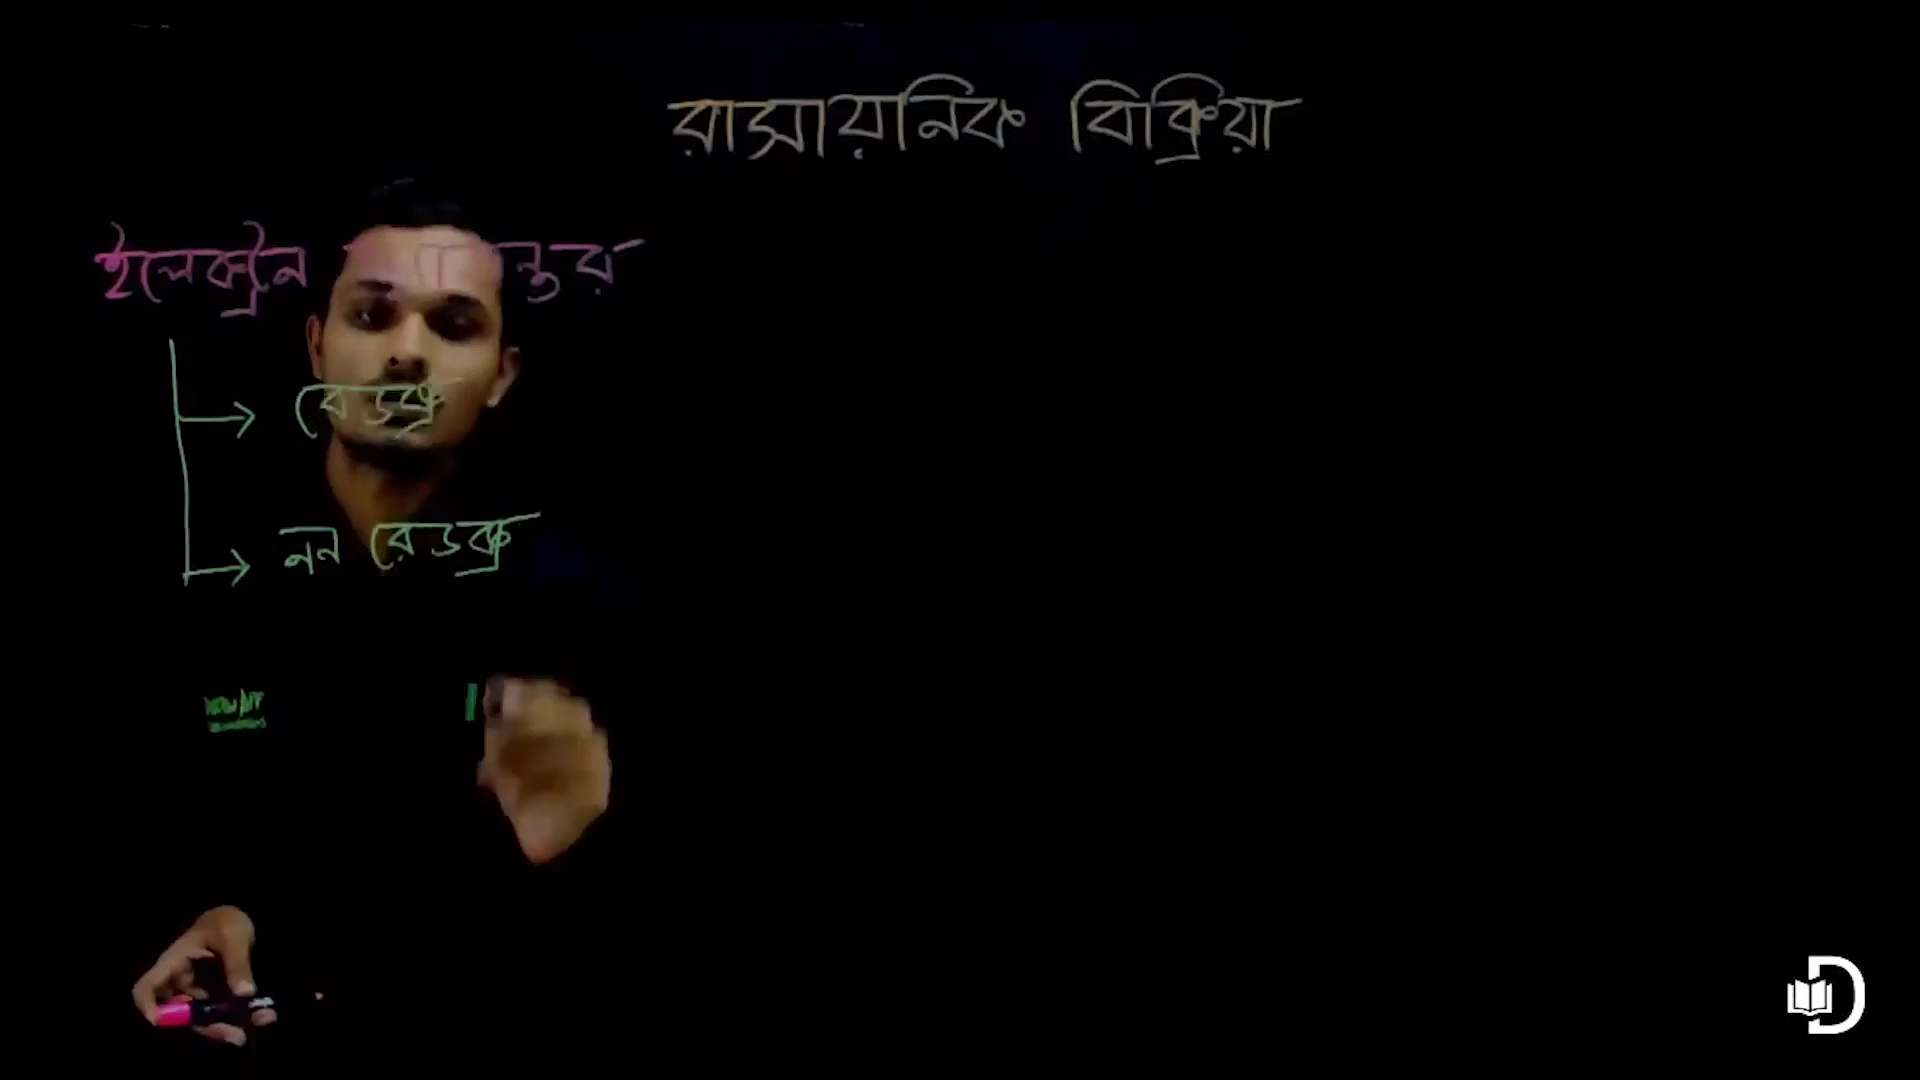 রাসায়নিক বিক্রিয়া
ইলেকট্রন
রেডক্স
নন রেডক্স